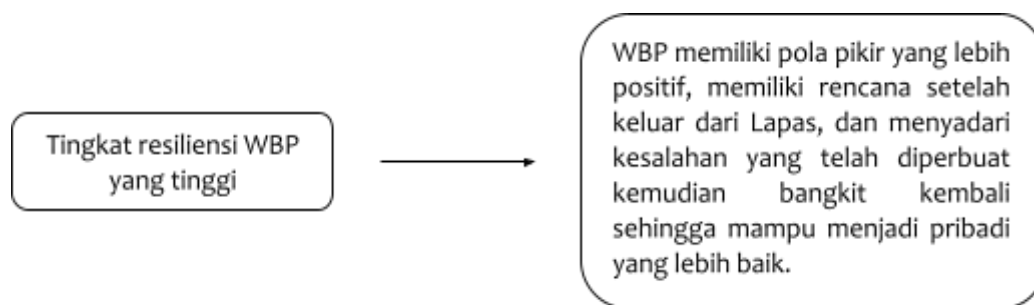 Tingkat resiliensi WBP
yang tinggi
WBP memiliki pola pikir yang lebih
positif, memiliki rencana setelah
keluar dari Lapas, dan menyadari
kesalahan yang telah diperbuat
kemudian bangkit kembali
sehingga mampu menjadi pribadi
yang lebih baik.